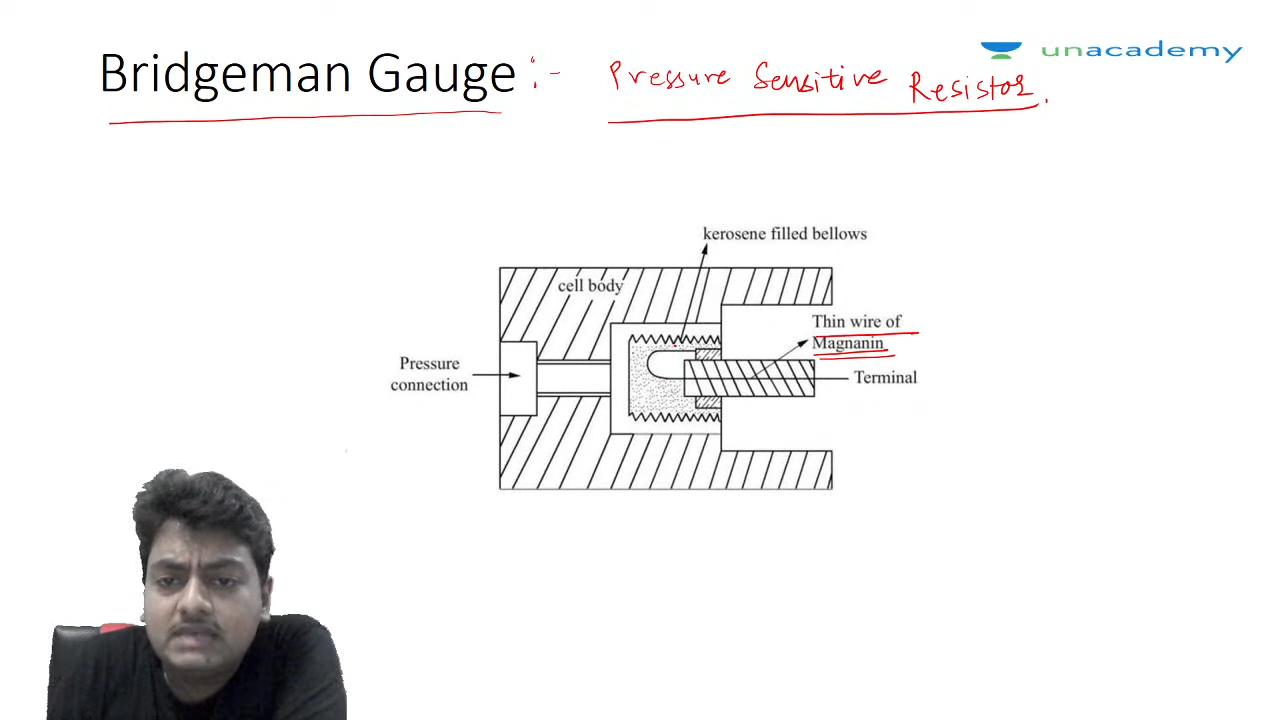 Bridgeman Gauge :- Pressure Sensitive Resistor.
unacademy
kerosene filled bellows
cell body
Thin wire of
Magnanin
Pressure
connection
Terminal